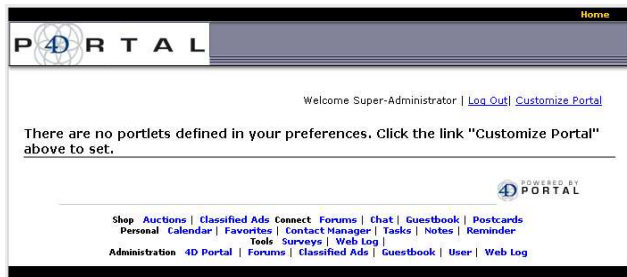 Home
P4DRTAL
Welcome Super-Administrator | Log Out| Customize Portal
There are no portlets defined in your preferences. Click the link "Customize Portal"
above to set.
POWERED BY
4D PORTAL
Shop Auctions | Classified Ads Connect Forums | Chat | Guestbook | Postcards
Personal Calendar | Favorites | Contact Manager | Tasks | Notes | Reminder
Tools Surveys | Web Log |
Administration 4D Portal | Forums | Classified Ads | Guestbook | User | Web Log